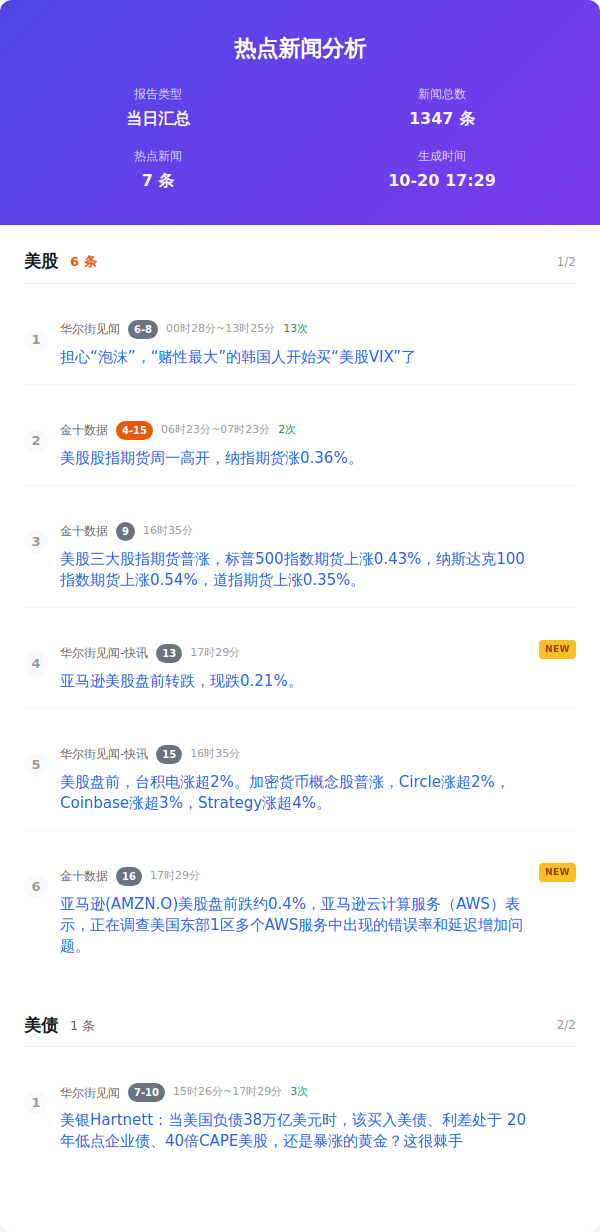 热点新闻分析
报告类型
新闻总数
当日汇总
1347 条
热点新闻
生成时间
7 条
10-20 17:29
美股 6 条 1/2
1 华尔街见闻 6-8 00时28分~13时25分 13次
担心“泡沫”，“赌性最大”的韩国人开始买“美股VIX”了
2 金十数据 4-15 06时23分~07时23分 2次
美股股指期货周一高开，纳指期货涨0.36%。
3 金十数据 9 16时35分
美股三大股指期货普涨，标普500指数期货上涨0.43%，纳斯达克100
指数期货上涨0.54%，道指期货上涨0.35%。
4 华尔街见闻-快讯 13 17时29分 NEW
亚马逊美股盘前转跌，现跌0.21%。
5 华尔街见闻-快讯 15 16时35分
美股盘前，台积电涨超2%。加密货币概念股普涨，Circle涨超2%，
Coinbase涨超3%，Strategy涨超4%。
6 金十数据 16 17时29分 NEW
亚马逊(AMZN.O)美股盘前跌约0.4%，亚马逊云计算服务（AWS）表
示，正在调查美国东部1区多个AWS服务中出现的错误率和延迟增加问
题。
美债 1 条 2/2
1 华尔街见闻 7-10 15时26分~17时29分 3次
美银Hartnett：当美国负债38万亿美元时，该买入美债、利差处于 20
年低点企业债、40倍CAPE美股，还是暴涨的黄金？这很棘手